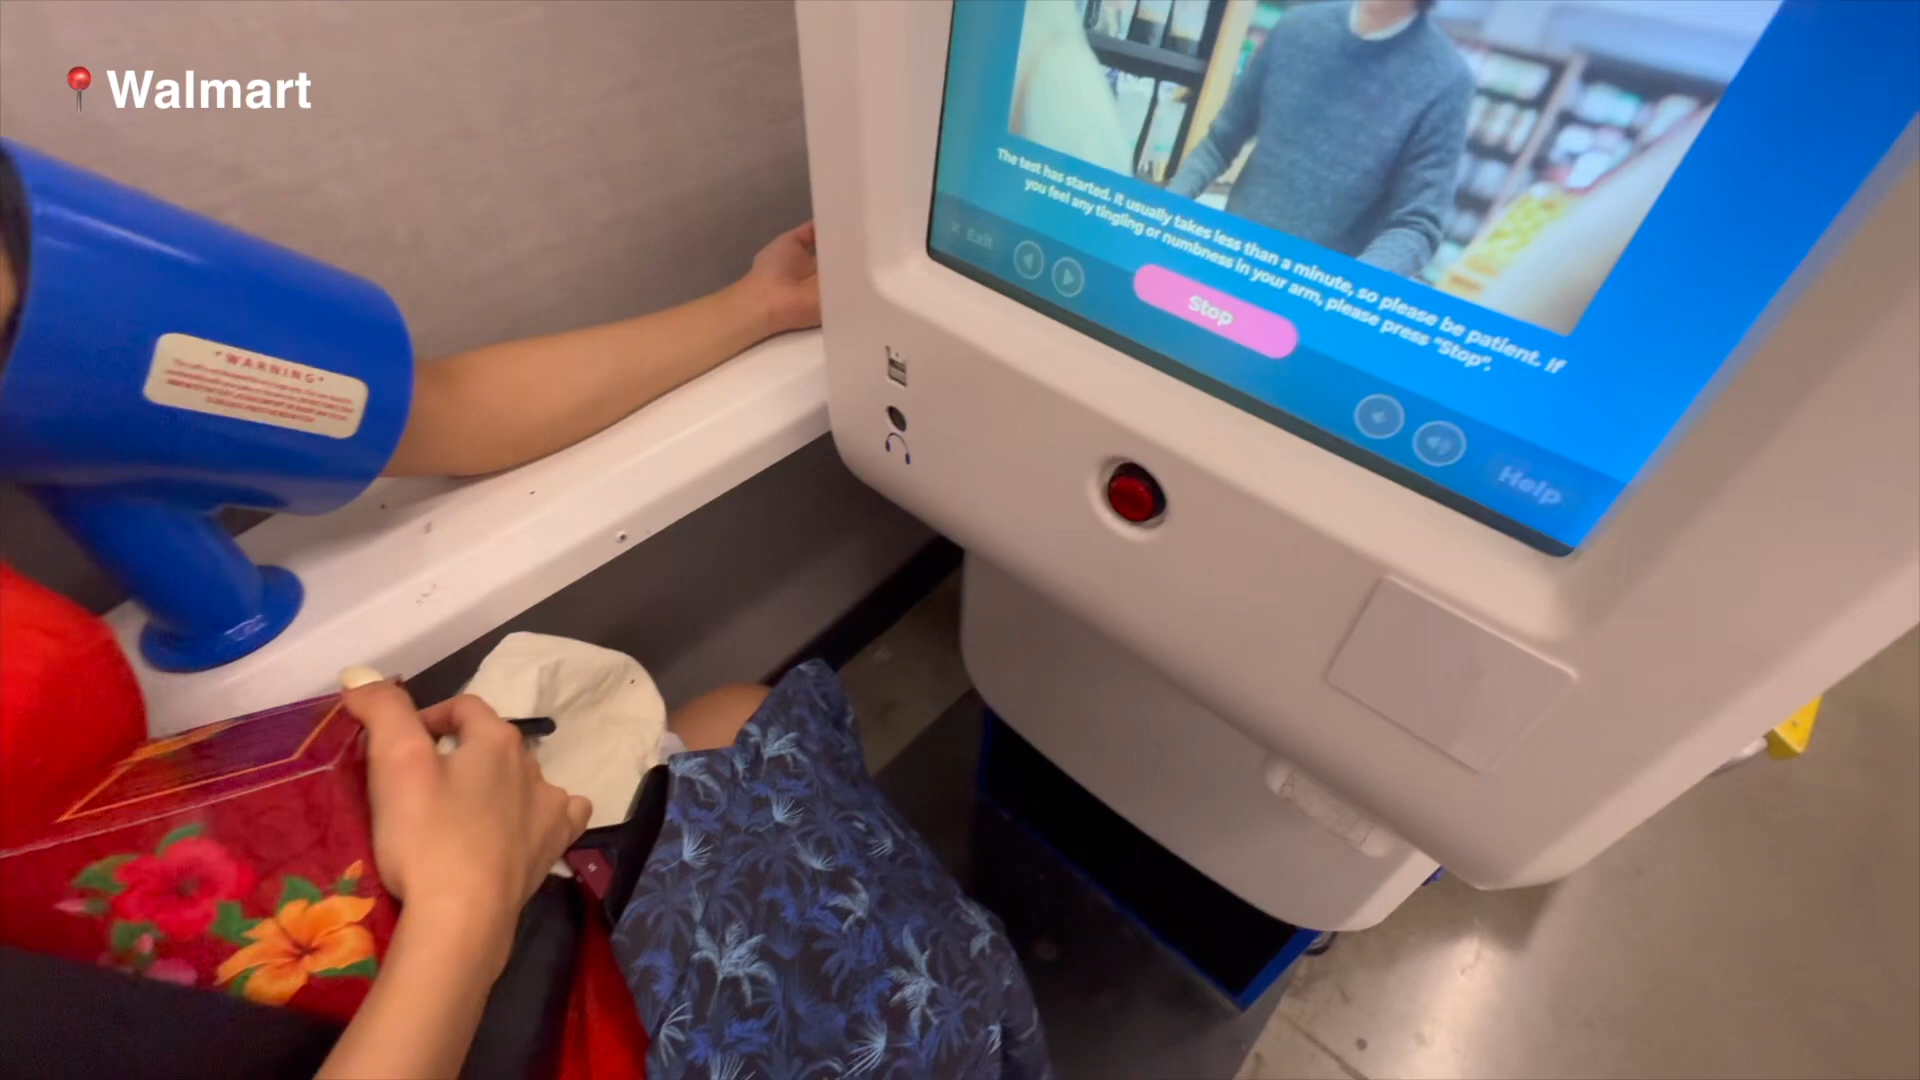 📍 Walmart
*WARNING*
The test has started. It usually takes less than a minute, so please be patient. If
you feel any tingling or numbness in your arm, please press "Stop".
× Exit
Stop
Help